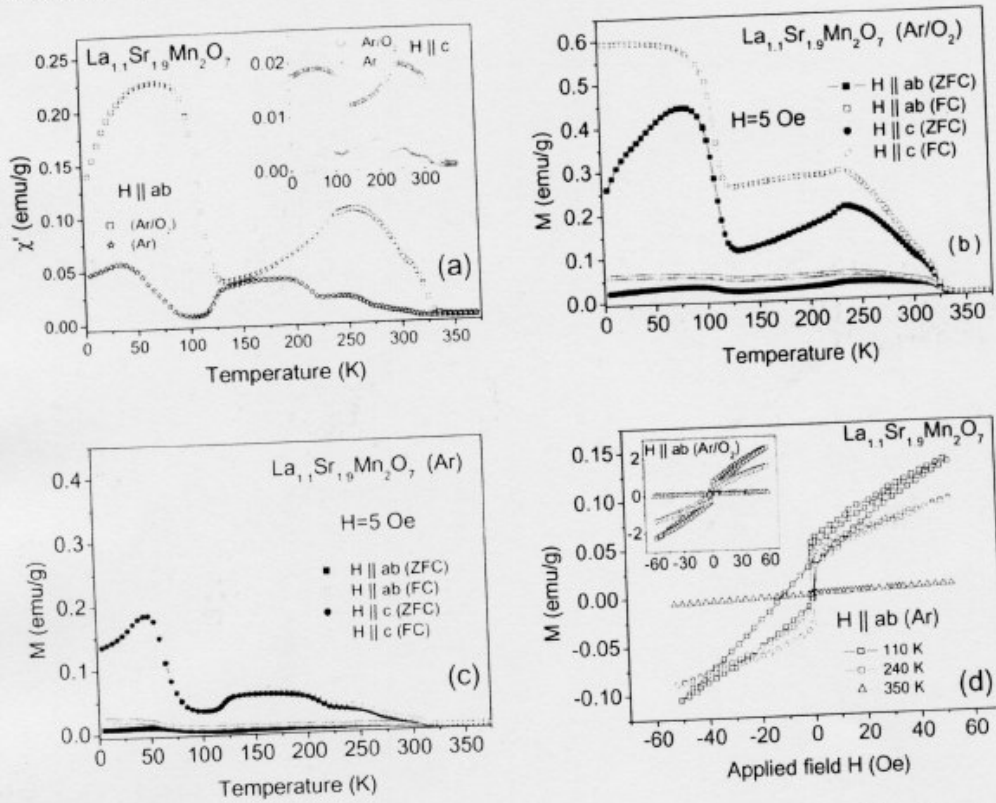 La₁.₁Sr₁.₉Mn₂O₇
Ar/O₂
Ar
H || c
0.02
0.01
0.00
0 100 200 300
0.25
0.20
0.15
0.10
0.05
0.00
χ' (emu/g)
H || ab
(Ar/O₂)
(Ar)
(a)
0 50 100 150 200 250 300 350
Temperature (K)
La₁.₁Sr₁.₉Mn₂O₇ (Ar/O₂)
H=5 Oe
H || ab (ZFC)
H || ab (FC)
H || c (ZFC)
H || c (FC)
0.6
0.5
0.4
0.3
0.2
0.1
0.0
M (emu/g)
(b)
0 50 100 150 200 250 300 350
Temperature (K)
La₁.₁Sr₁.₉Mn₂O₇ (Ar)
H=5 Oe
H || ab (ZFC)
H || ab (FC)
H || c (ZFC)
H || c (FC)
0.4
0.3
0.2
0.1
0.0
M (emu/g)
(c)
0 50 100 150 200 250 300 350
Temperature (K)
La₁.₁Sr₁.₉Mn₂O₇
H || ab (Ar/O₂)
2
0
-2
-60 -30 0 30 60
0.15
0.10
0.05
0.00
-0.05
-0.10
M (emu/g)
H || ab (Ar)
110 K
240 K
350 K
(d)
-60 -40 -20 0 20 40 60
Applied field H (Oe)